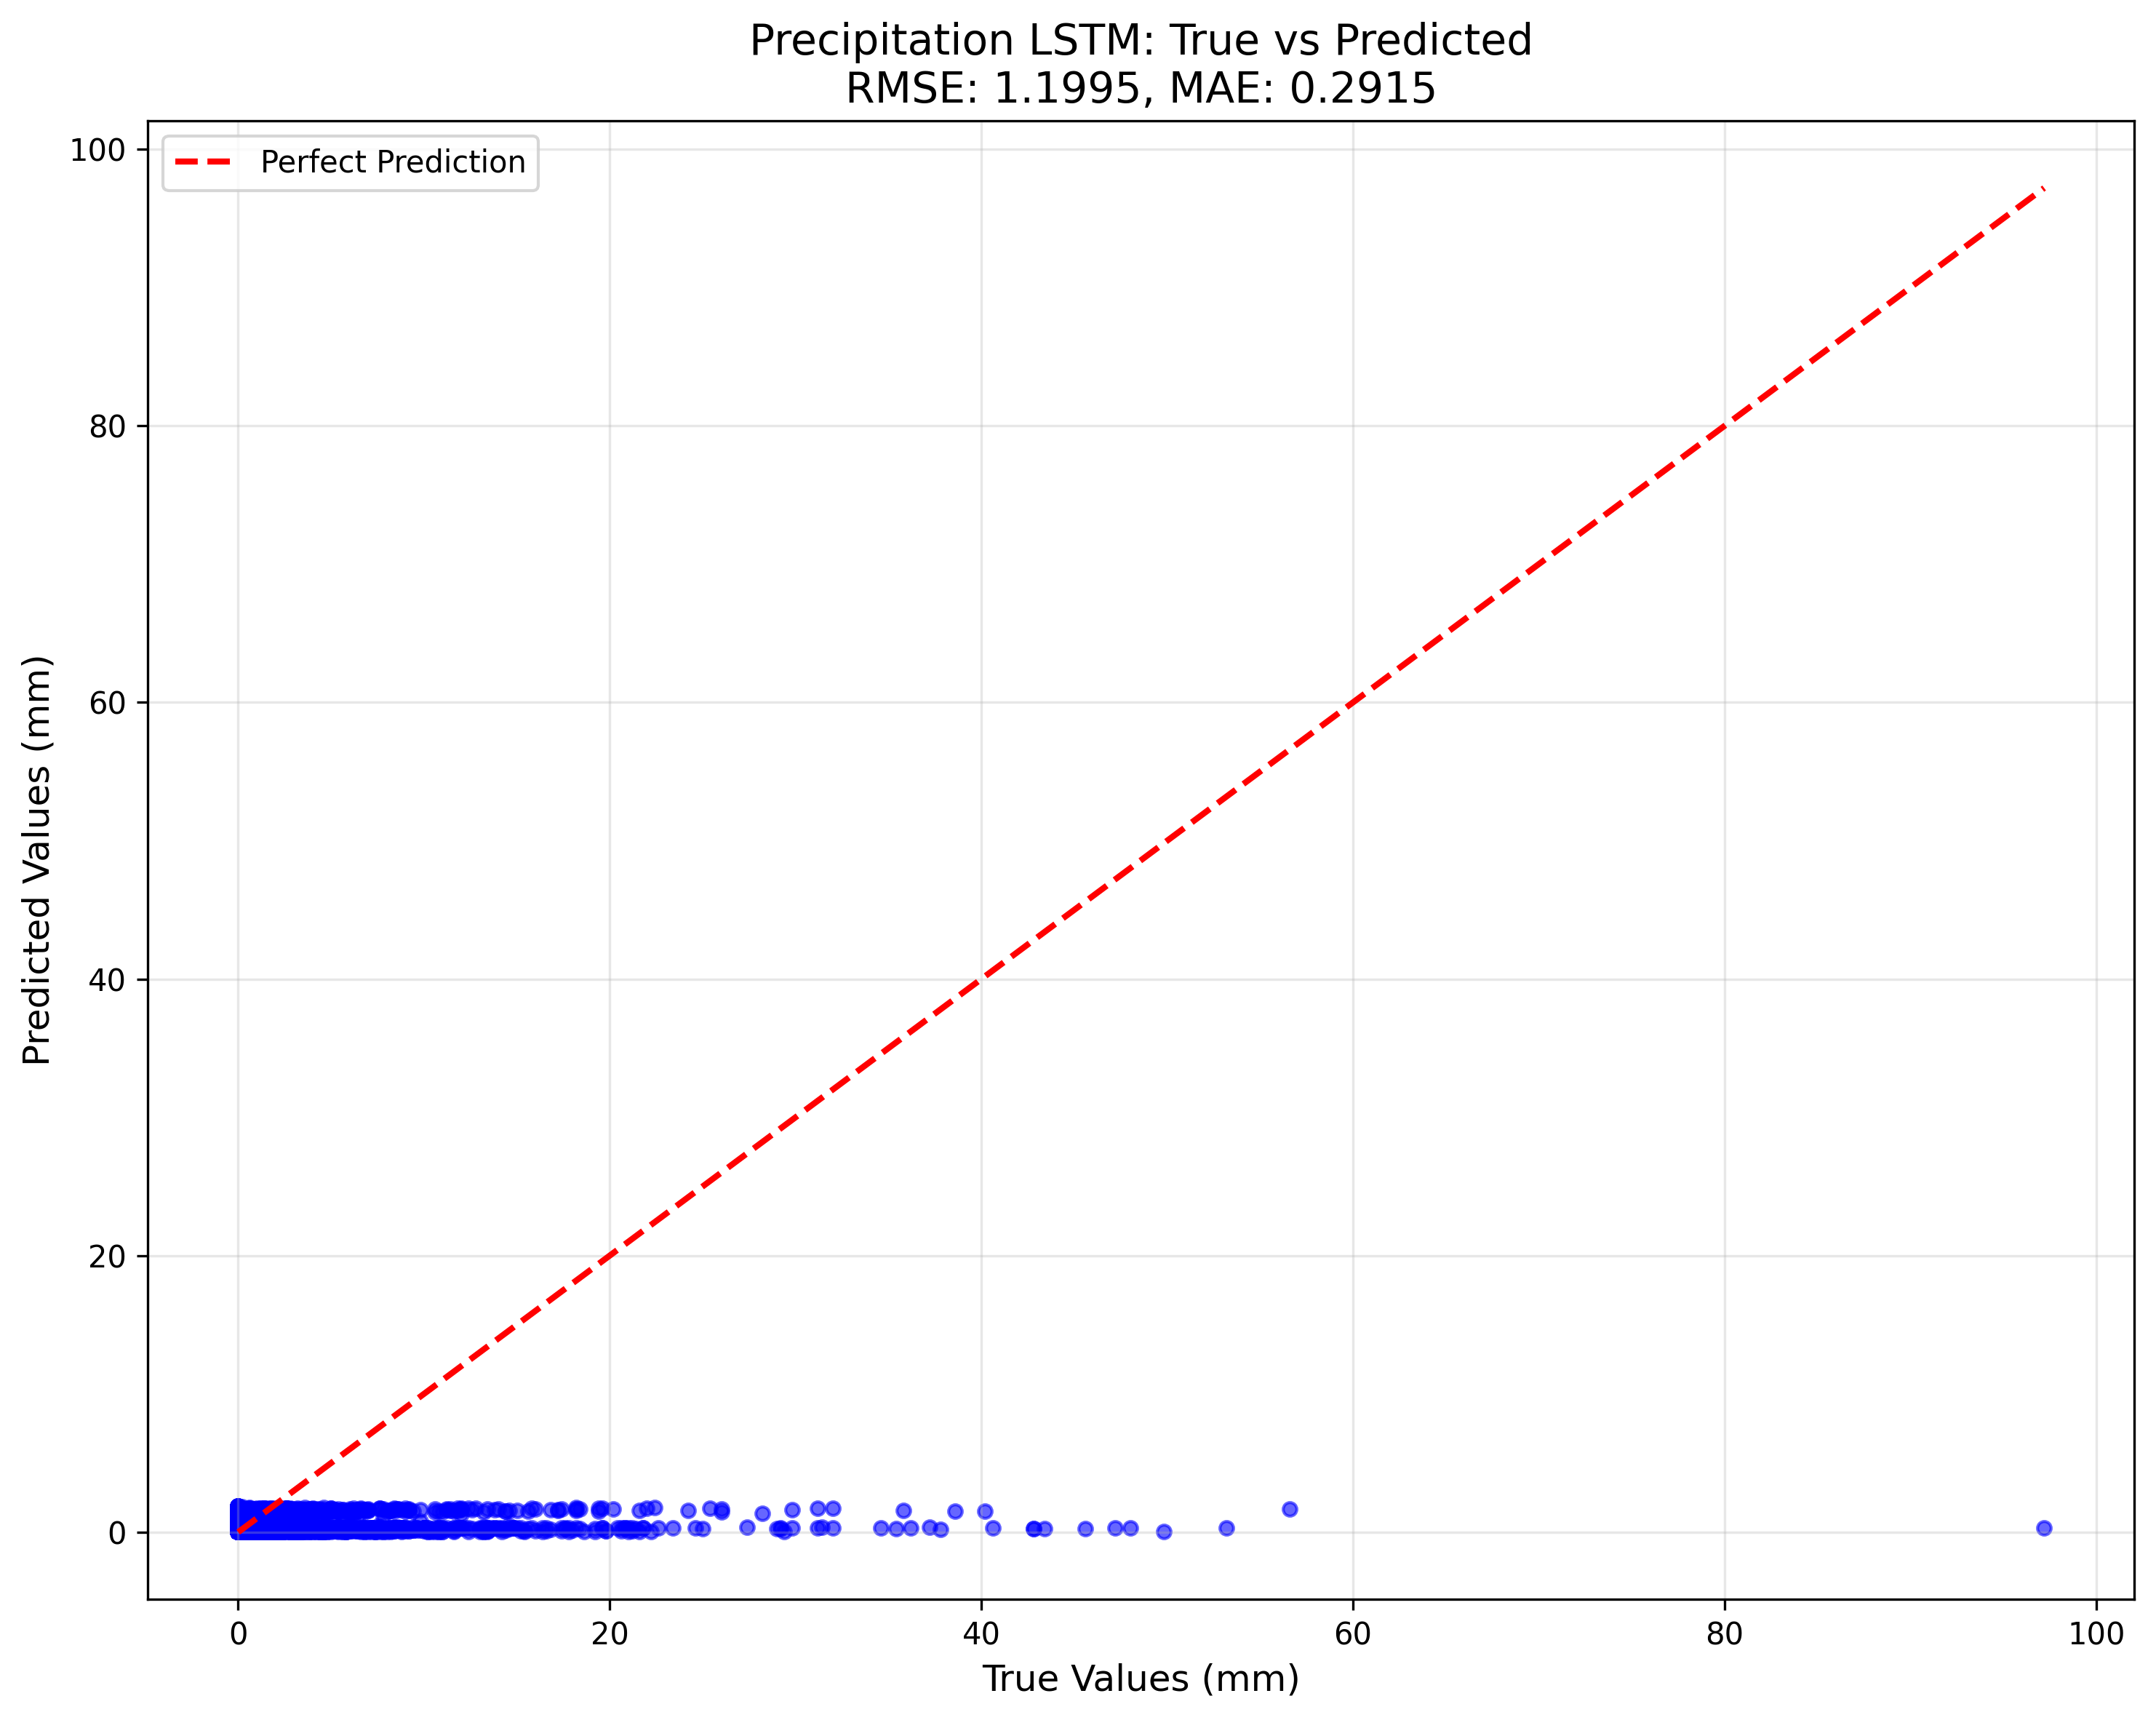 Precipitation LSTM: True vs Predicted
RMSE: 1.1995, MAE: 0.2915
Perfect Prediction
100
80
60
40
20
0
Predicted Values (mm)
0 20 40 60 80 100
True Values (mm)